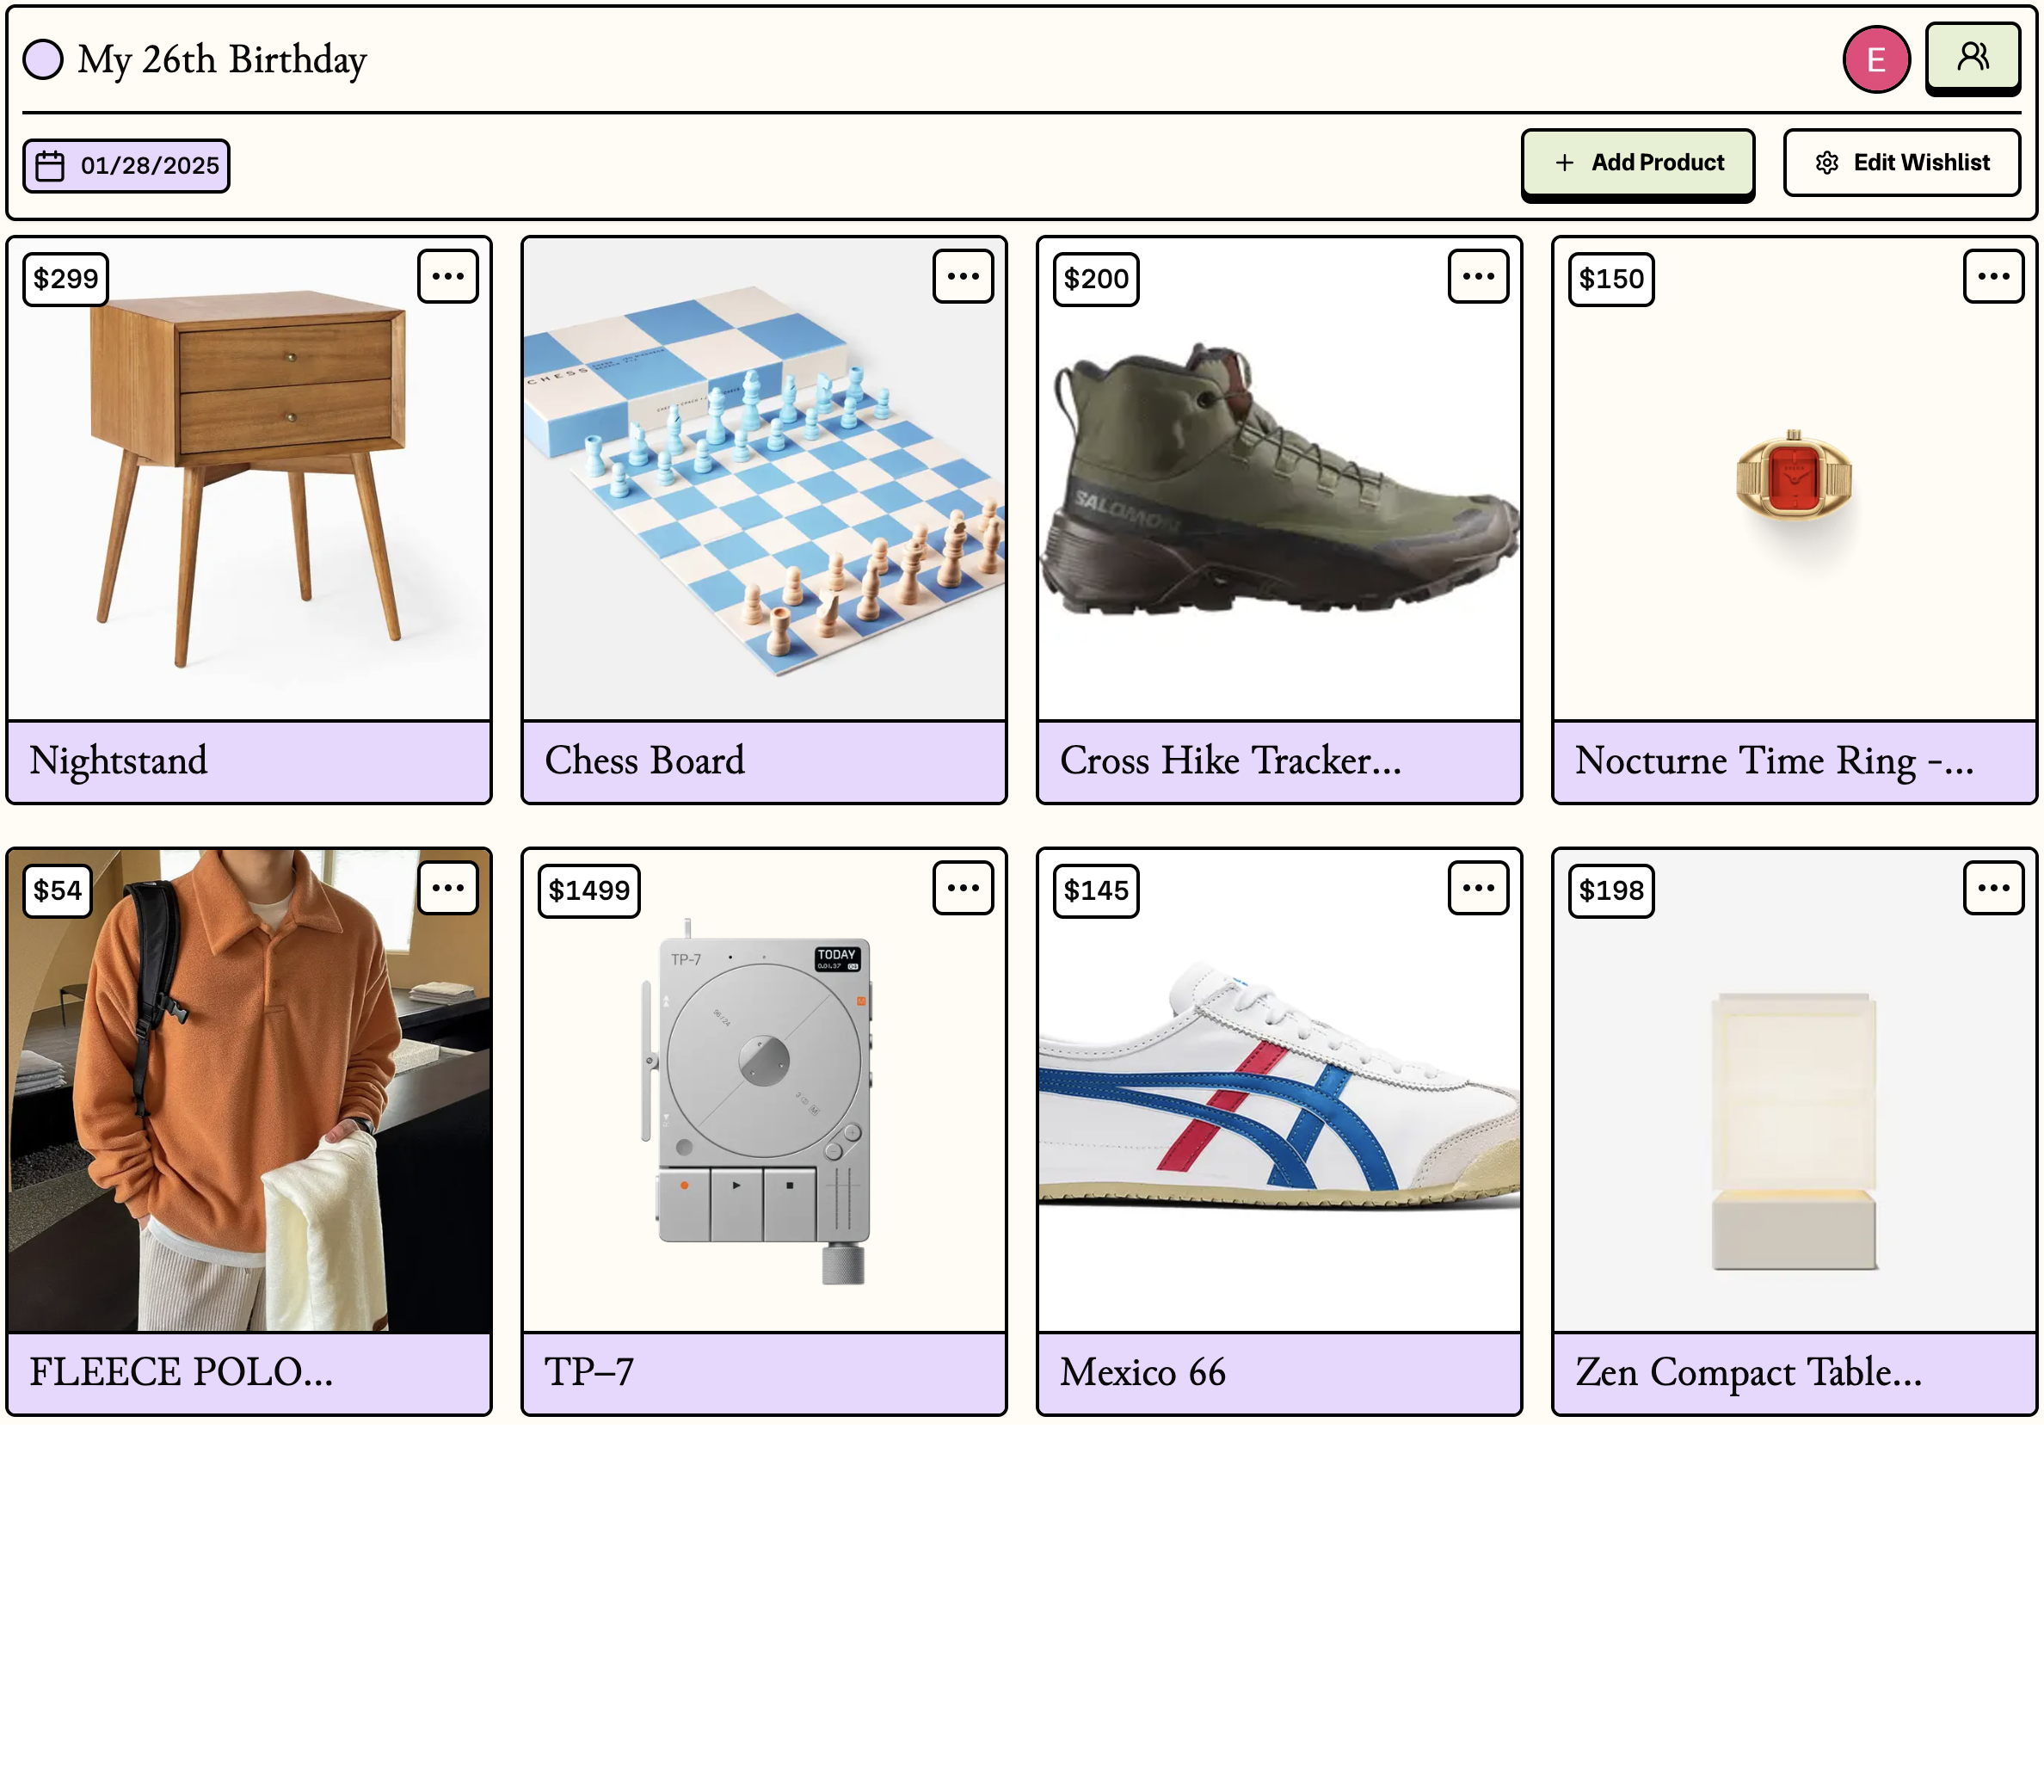 My 26th Birthday
E
01/28/2025
Add Product
Edit Wishlist
$299
CHESS
Nightstand
Chess Board
$200
SALOMON
Cross Hike Tracker...
$150
Nocturne Time Ring -...
$54
FLEECE POLO...
$1499
TP-7
TODAY
96/24
TP–7
$145
Mexico 66
$198
Zen Compact Table...